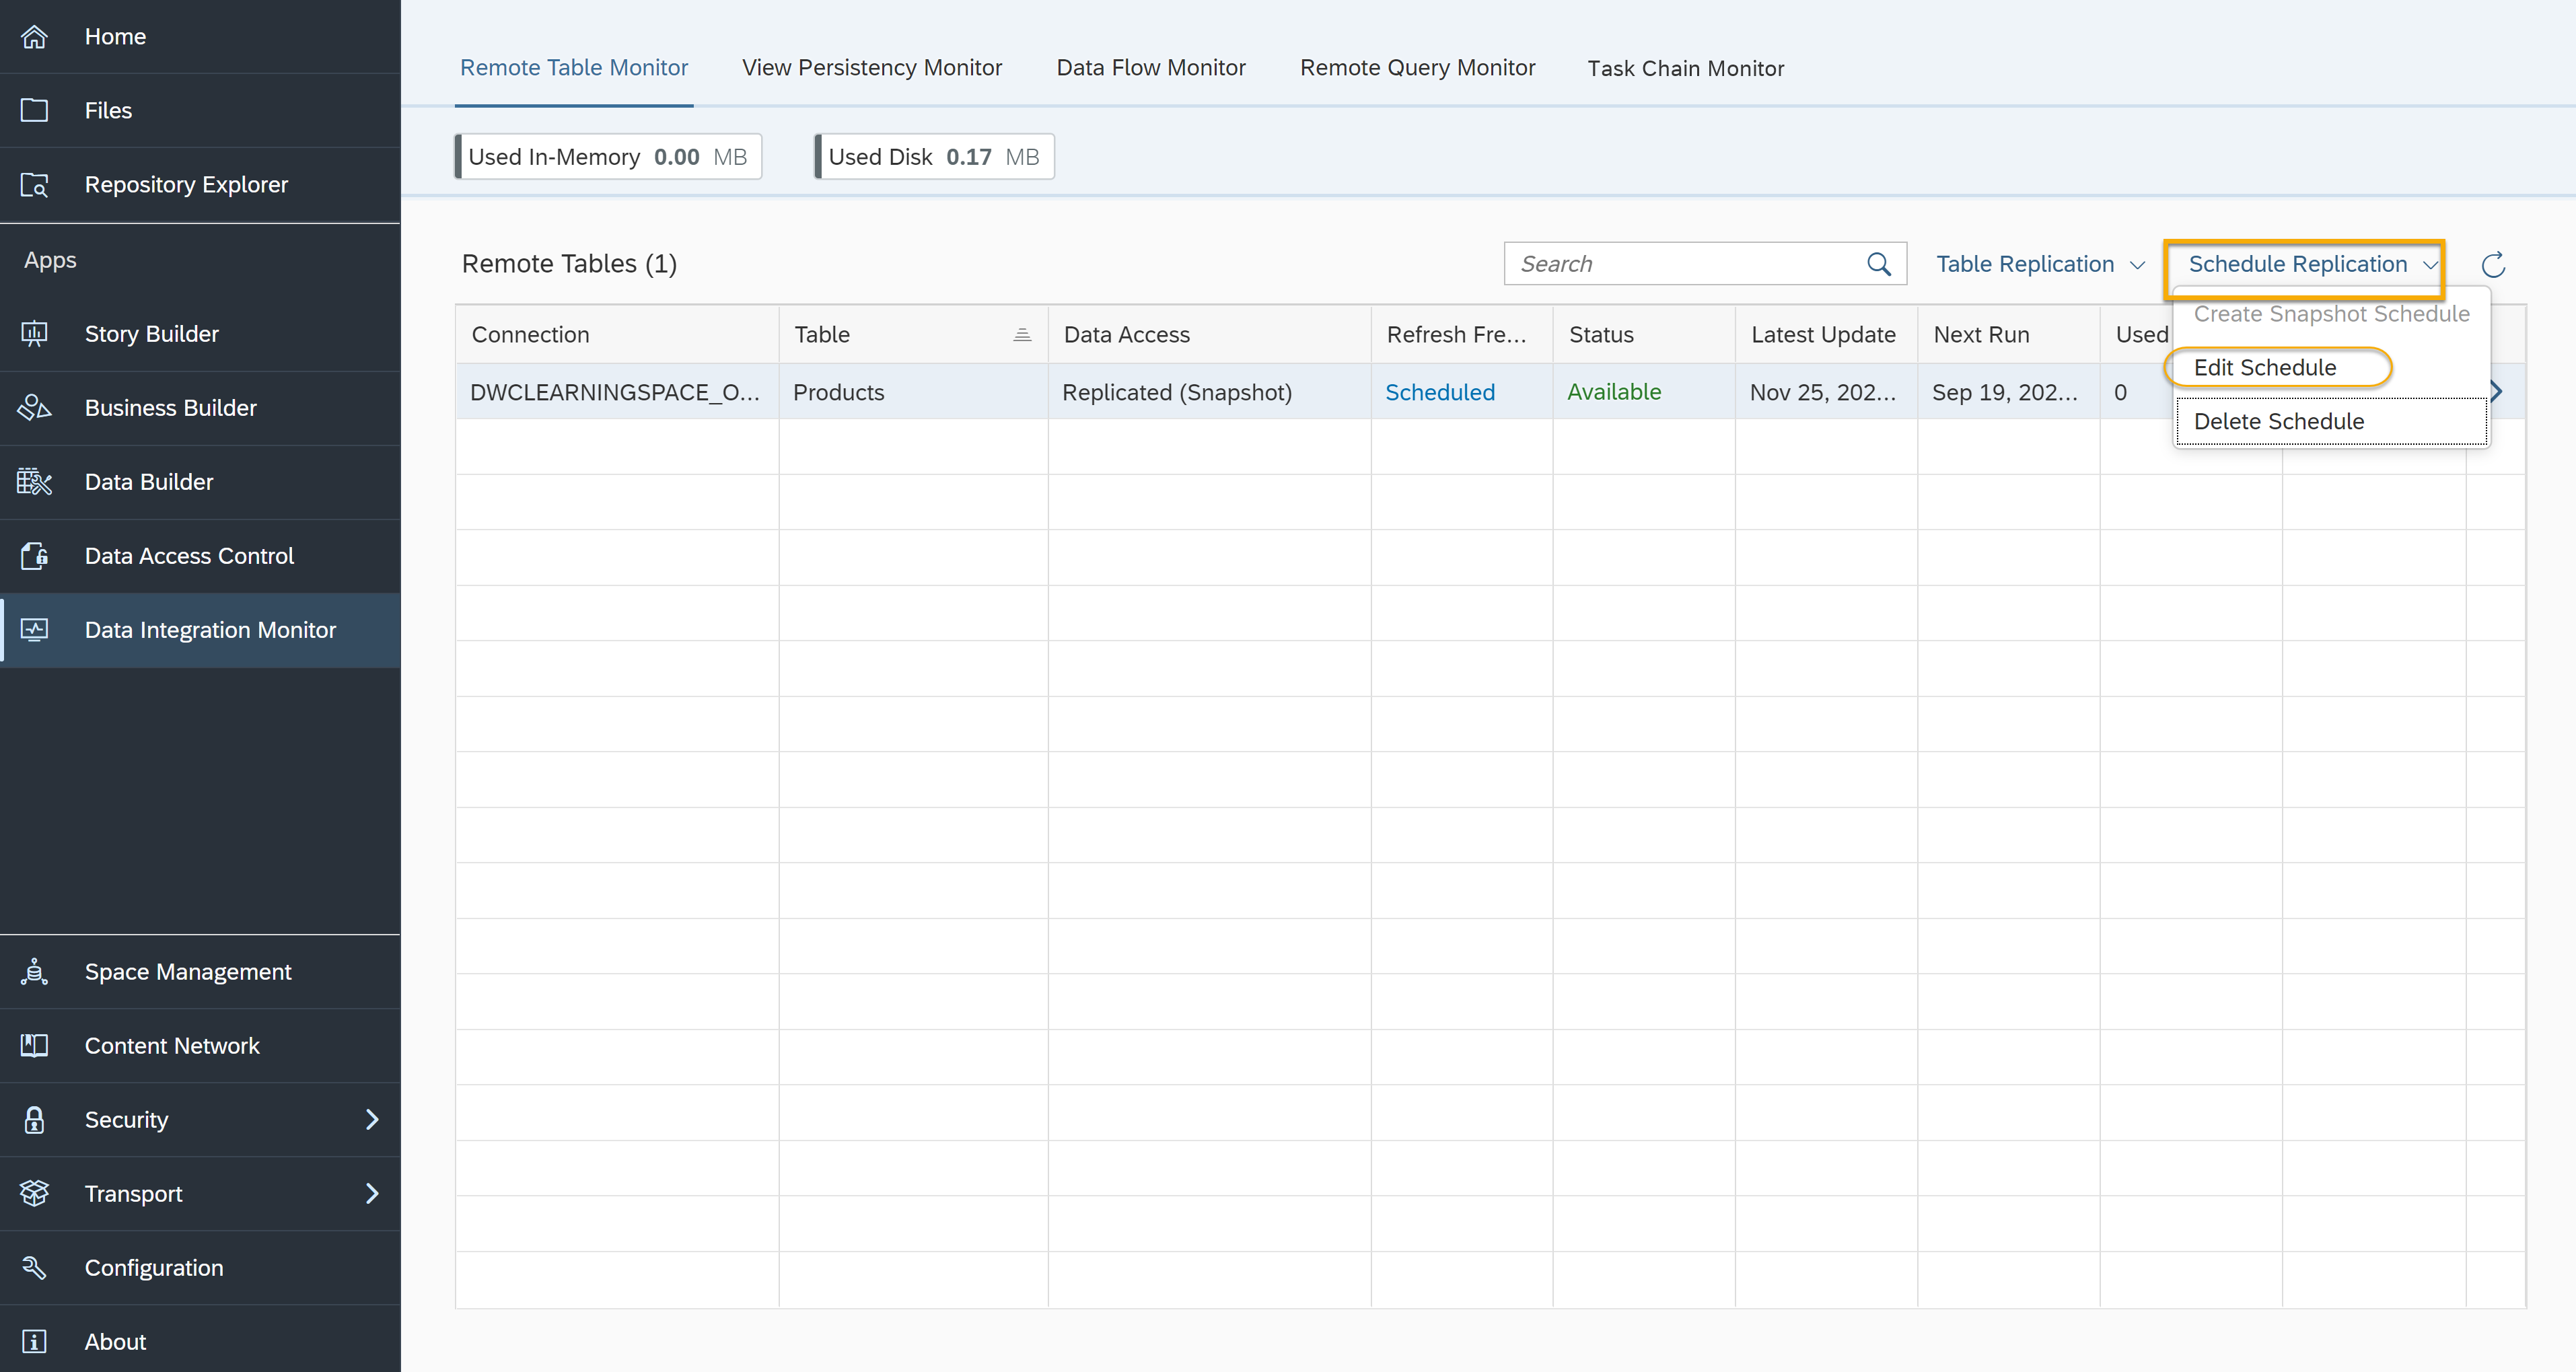 Home
Files
Repository Explorer
Apps
Story Builder
Business Builder
Data Builder
Data Access Control
Data Integration Monitor
Space Management
Content Network
Security
Transport
Configuration
About
Remote Table Monitor View Persistency Monitor Data Flow Monitor Remote Query Monitor Task Chain Monitor
Used In-Memory 0.00 MB Used Disk 0.17 MB
Remote Tables (1) Search Table Replication Schedule Replication
Create Snapshot Schedule
Edit Schedule
Delete Schedule
Connection Table Data Access Refresh Fre... Status Latest Update Next Run Used
DWCLEARNINGSPACE_O... Products Replicated (Snapshot) Scheduled Available Nov 25, 202... Sep 19, 202... 0